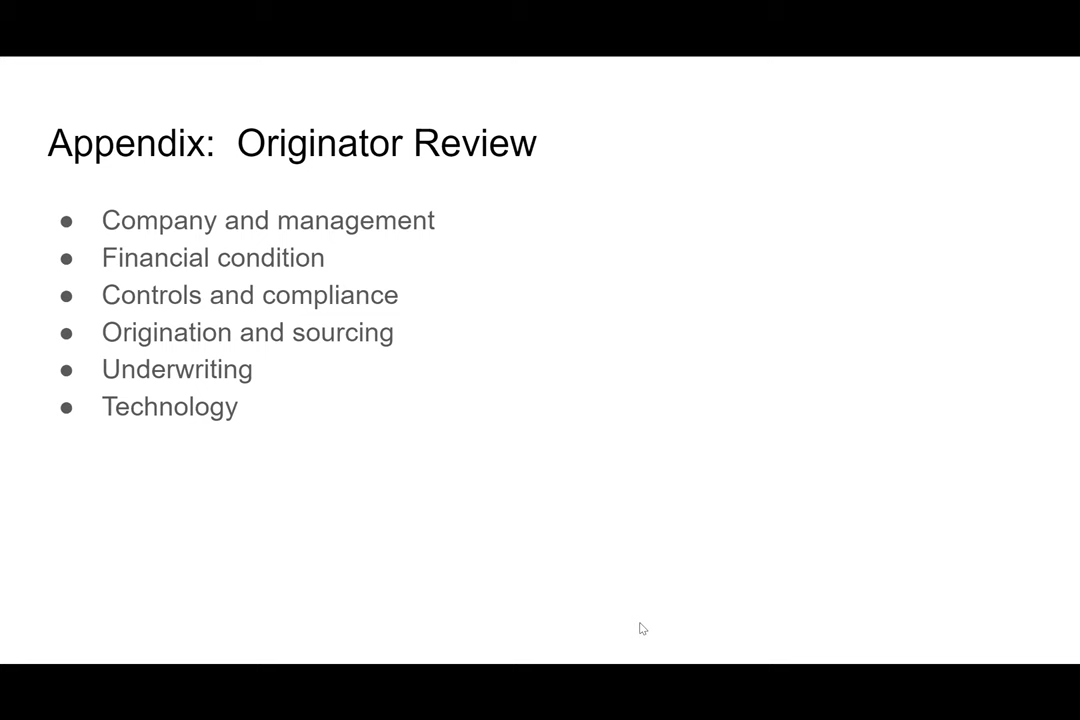 Appendix:  Originator Review
● Company and management
● Financial condition
● Controls and compliance
● Origination and sourcing
● Underwriting
● Technology